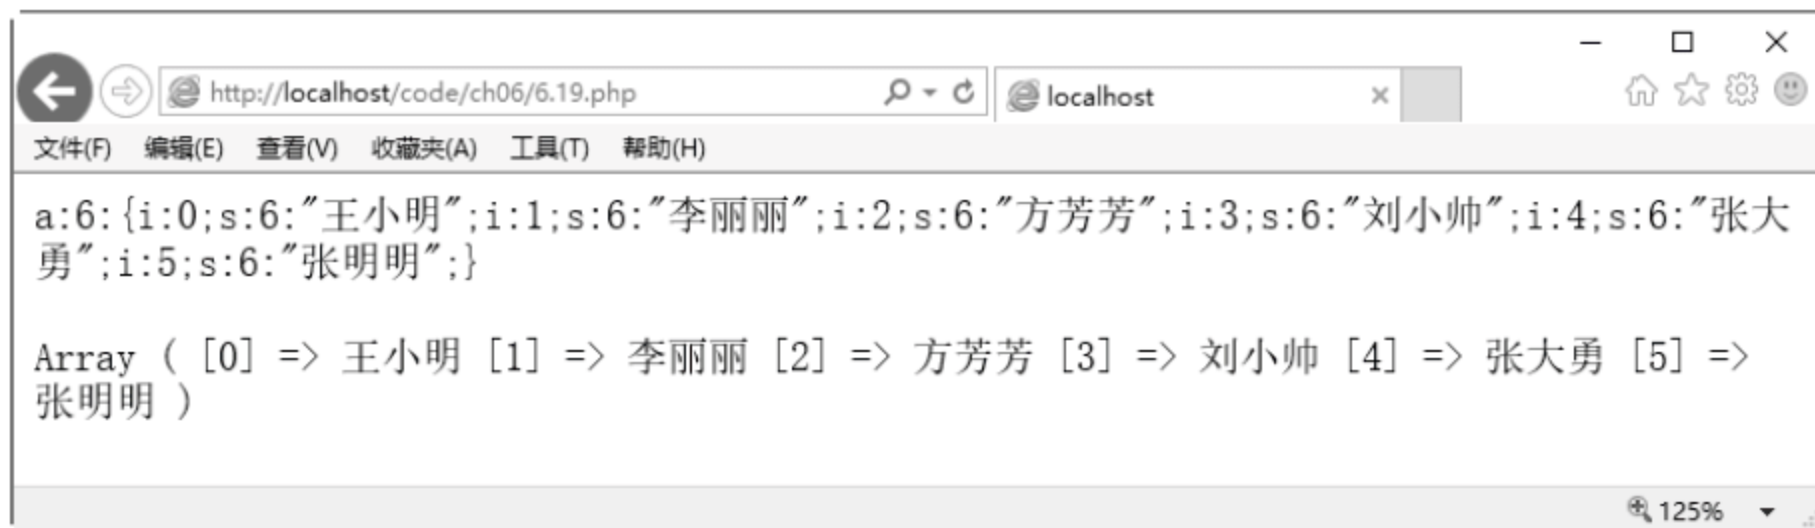 http://localhost/code/ch06/6.19.php
localhost
文件(F) 编辑(E) 查看(V) 收藏夹(A) 工具(T) 帮助(H)
a:6:{i:0;s:6:"王小明";i:1;s:6:"李丽丽";i:2;s:6:"方芳芳";i:3;s:6:"刘小帅";i:4;s:6:"张大
勇";i:5;s:6:"张明明";}
Array ( [0] => 王小明 [1] => 李丽丽 [2] => 方芳芳 [3] => 刘小帅 [4] => 张大勇 [5] =>
张明明 )
125%